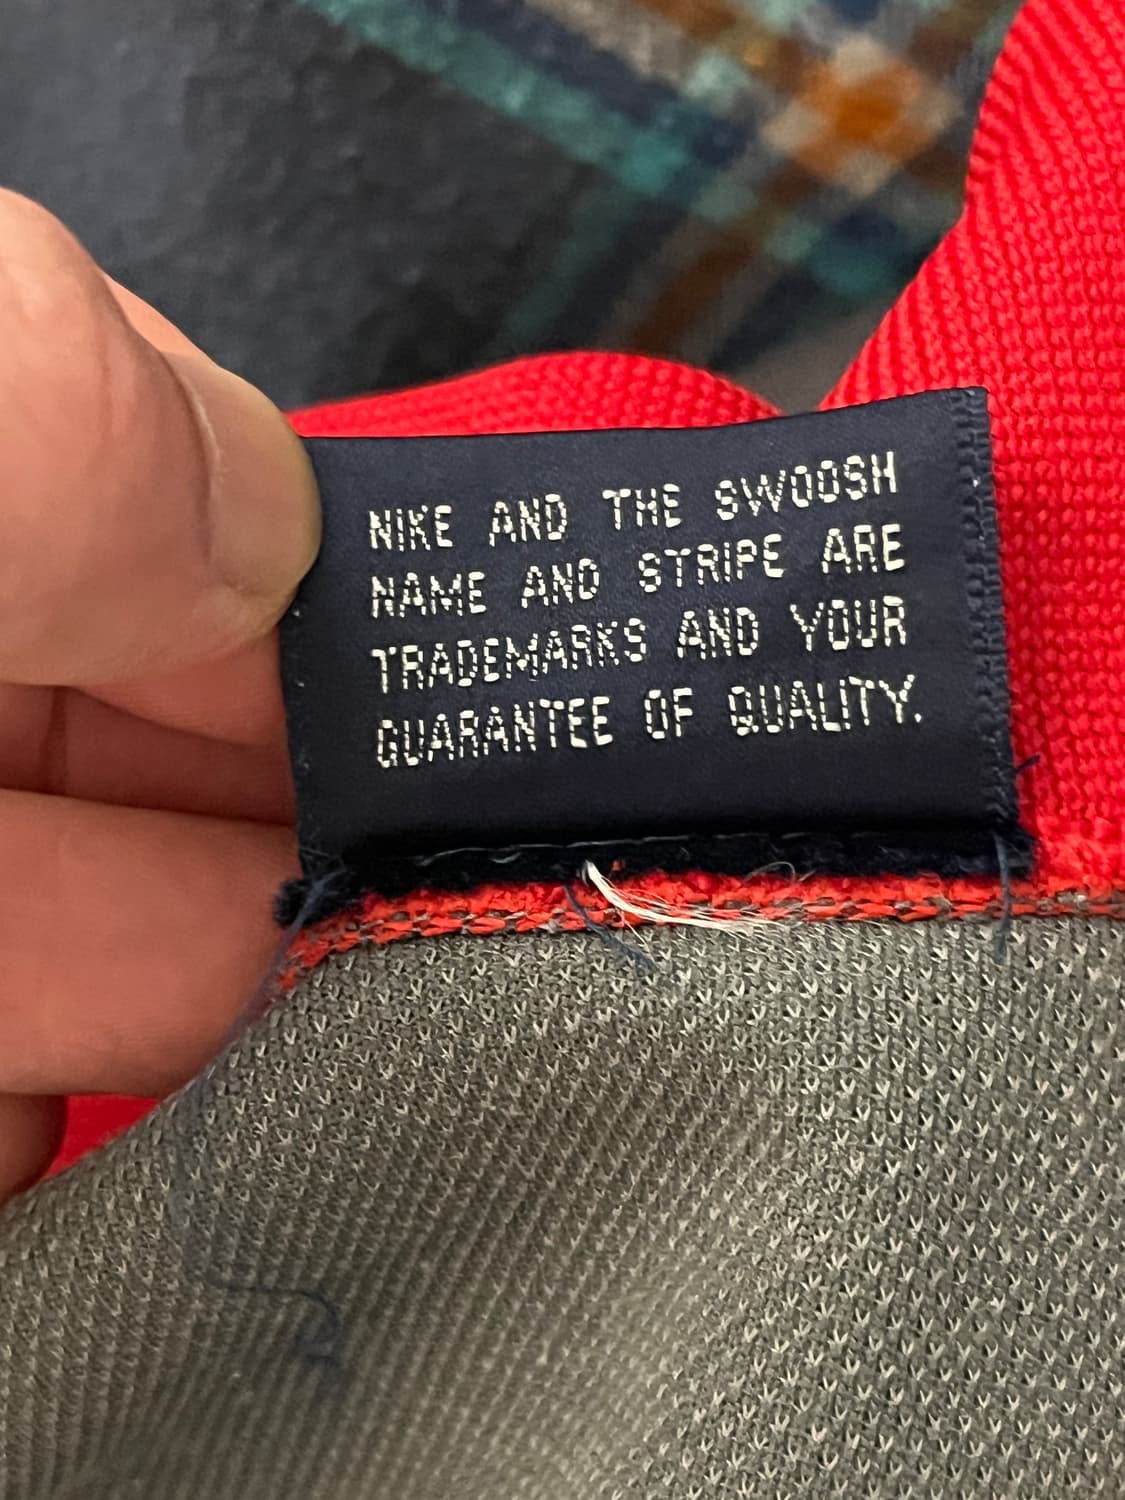 NIKE AND THE SWOOSH
NAME AND STRIPE ARE
TRADEMARKS AND YOUR
GUARANTEE OF QUALITY.